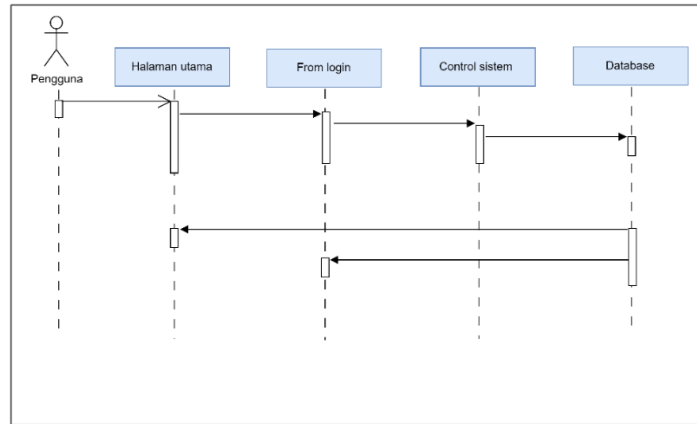 Pengguna
Halaman utama
From login
Control sistem
Database